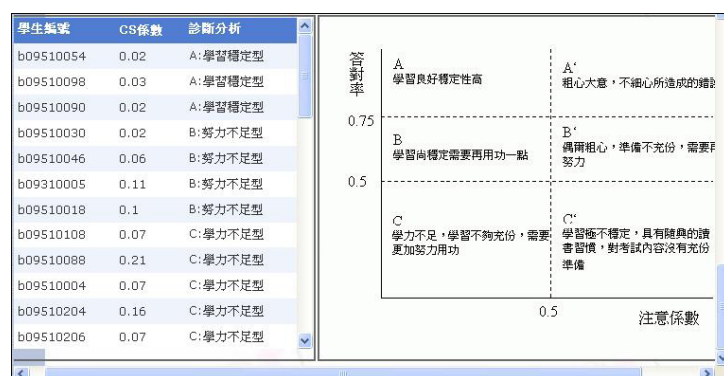 學生編號 CS係數 診斷分析
b09510054 0.02 A:學習穩定型
b09510098 0.03 A:學習穩定型
b09510090 0.02 A:學習穩定型
b09510030 0.02 B:努力不足型
b09510046 0.06 B:努力不足型
b09310005 0.11 B:努力不足型
b09510018 0.1 B:努力不足型
b09510108 0.07 C:學力不足型
b09510088 0.21 C:學力不足型
b09510004 0.07 C:學力不足型
b09510204 0.16 C:學力不足型
b09510206 0.07 C:學力不足型
答對率
A
學習良好穩定性高
A‘
粗心大意，不細心所造成的錯誤
0.75
B
學習尚穩定需要再用功一點
B‘
偶爾粗心，準備不充份，需要再
努力
0.5
C
學力不足，學習不夠充份，需要
更加努力用功
C‘
學習極不穩定，具有隨興的讀
書習慣，對考試內容沒有充份
準備
0.5
注意係數